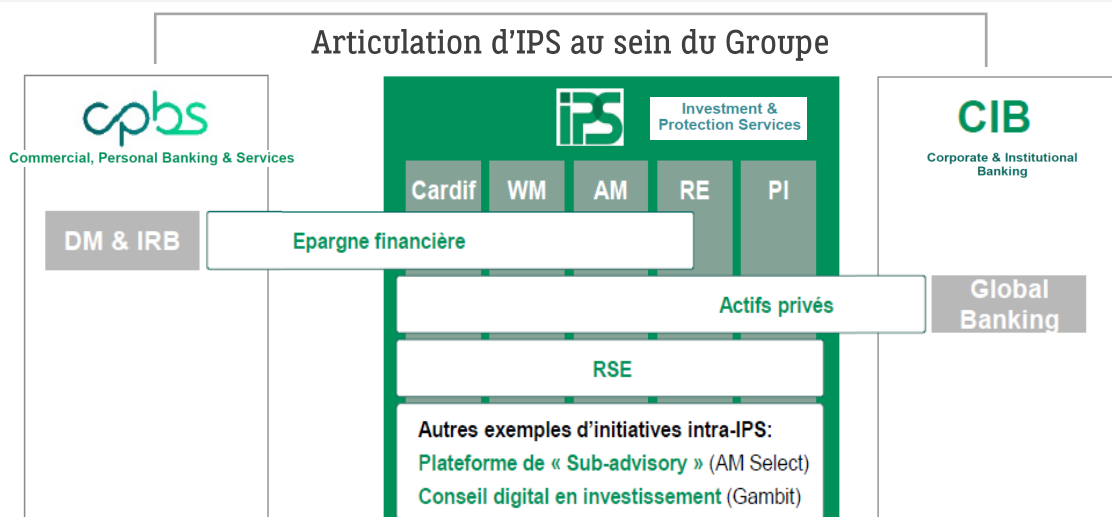 Articulation d'IPS au sein du Groupe
cpbs
Commercial, Personal Banking & Services
DM & IRB
iPS
Investment &
Protection Services
Cardif WM AM RE PI
Epargne financière
Actifs privés
RSE
Autres exemples d'initiatives intra-IPS:
Plateforme de « Sub-advisory » (AM Select)
Conseil digital en investissement (Gambit)
CIB
Corporate & Institutional
Banking
Global
Banking